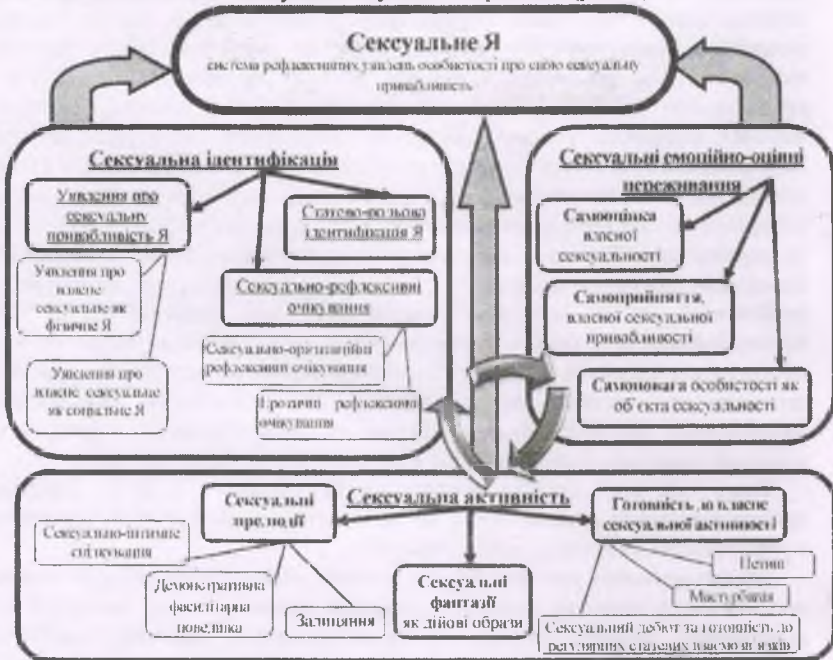 Сексуальне Я
система рефлексивних уявлень особистості про свою сексуальну
привабливість
Сексуальна ідентифікація
Уявлення про
сексуальну
привабливість Я
Статево-рольова
ідентифікація Я
Уявлення про
власне
сексуальне як
фізичне Я
Сексуально-рефлексивні
очікування
Сексуально-орієнтаційні
рефлексивні очікування
Уявлення про
власне сексуальне
як соціальне Я
Еротичні рефлексивні
очікування
Сексуальні емоційно-оцінні
переживання
Самооцінка
власної
сексуальності
Самоприйняття,
власної сексуальної
привабливості
Самоповага особистості як
об'єкта сексуальності
Сексуальна активність
Сексуальні
прелюдії
Готовність до власне
сексуальної активності
Сексуально-інтимне
спілкування
Демонстративна
фасилітарна
поведінка
Залицяння
Сексуальні
фантазії
як дійові образи
Петінг
Мастурбація
Сексуальний дебют за готовність до
регулярних статевих взаємозв'язків